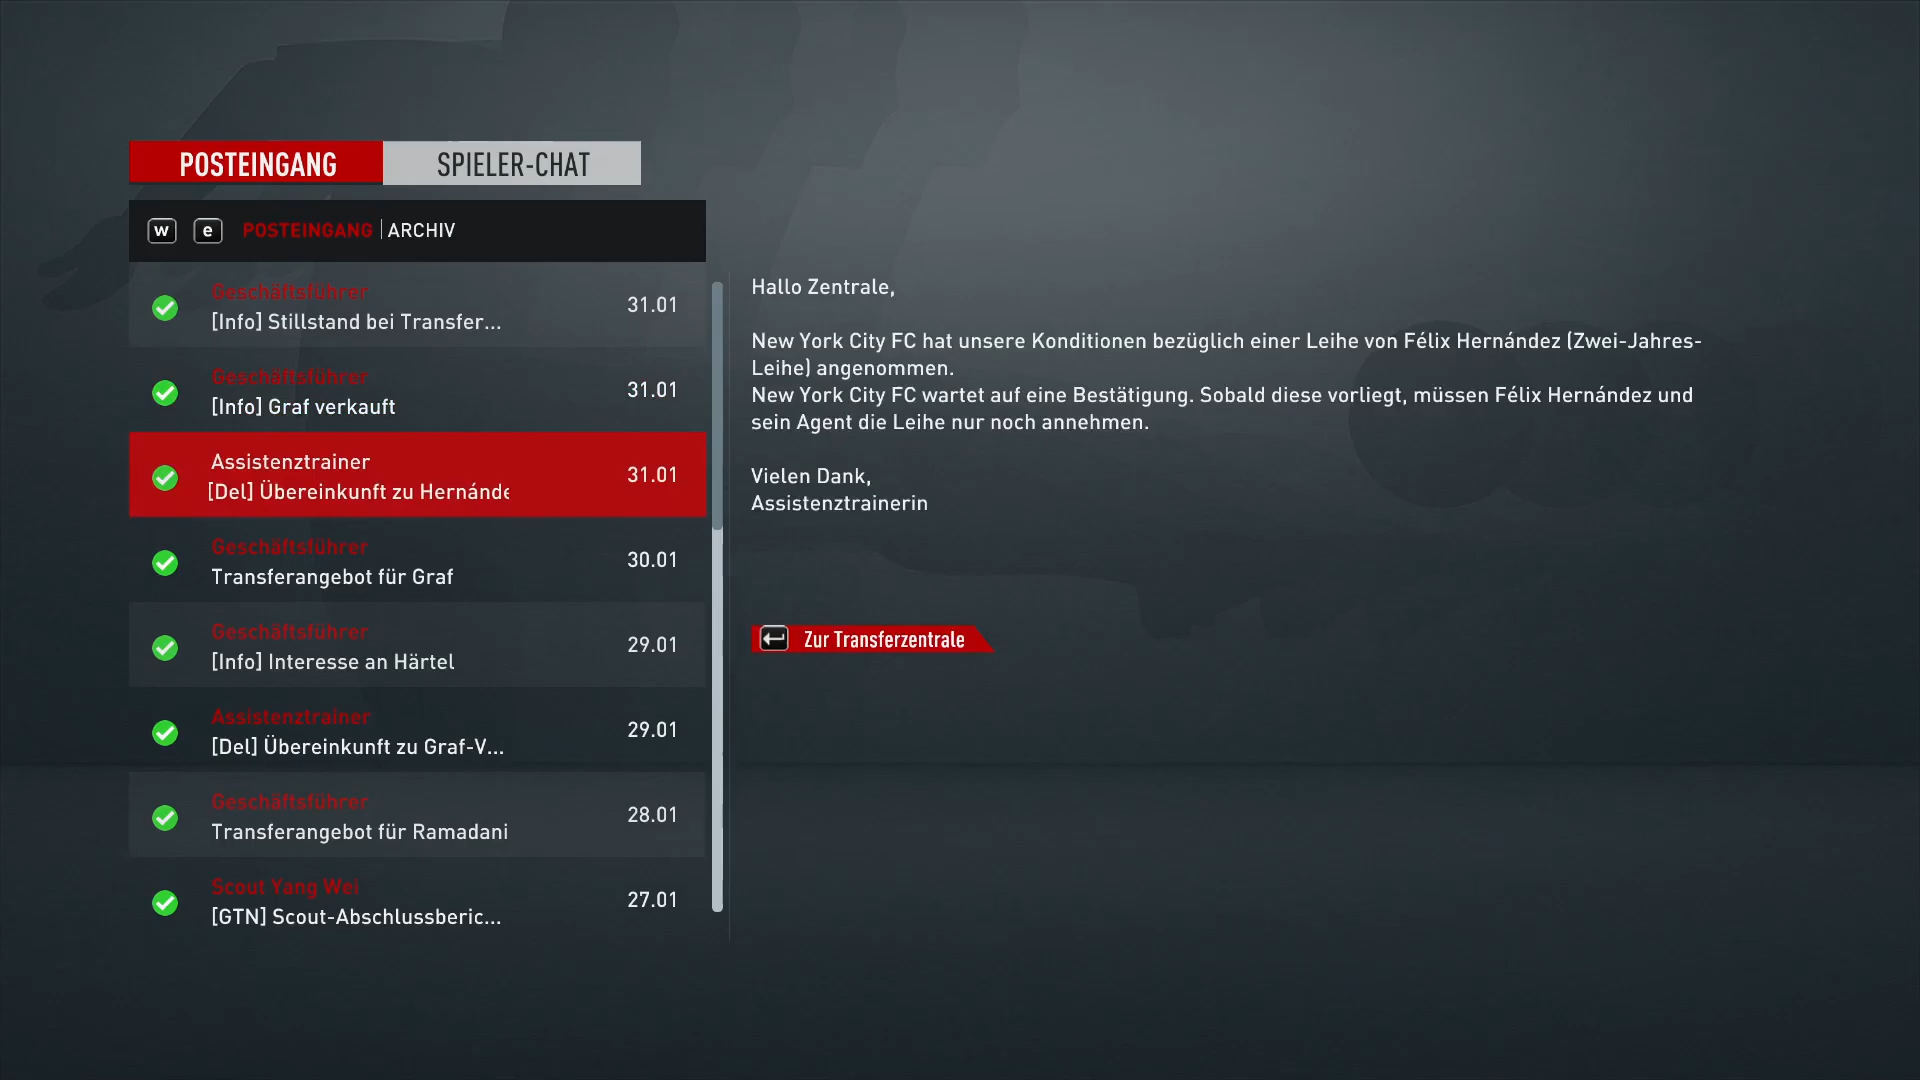 POSTEINGANG
SPIELER-CHAT
w e POSTEINGANG | ARCHIV
Geschäftsführer
[Info] Stillstand bei Transfer...
31.01
Geschäftsführer
[Info] Graf verkauft
31.01
Assistenztrainer
[Del] Übereinkunft zu Hernánde
31.01
Geschäftsführer
Transferangebot für Graf
30.01
Geschäftsführer
[Info] Interesse an Härtel
29.01
Assistenztrainer
[Del] Übereinkunft zu Graf-V...
29.01
Geschäftsführer
Transferangebot für Ramadani
28.01
Scout Yang Wei
[GTN] Scout-Abschlussberic...
27.01
Hallo Zentrale,
New York City FC hat unsere Konditionen bezüglich einer Leihe von Félix Hernández (Zwei-Jahres-
Leihe) angenommen.
New York City FC wartet auf eine Bestätigung. Sobald diese vorliegt, müssen Félix Hernández und
sein Agent die Leihe nur noch annehmen.
Vielen Dank,
Assistenztrainerin
Zur Transferzentrale